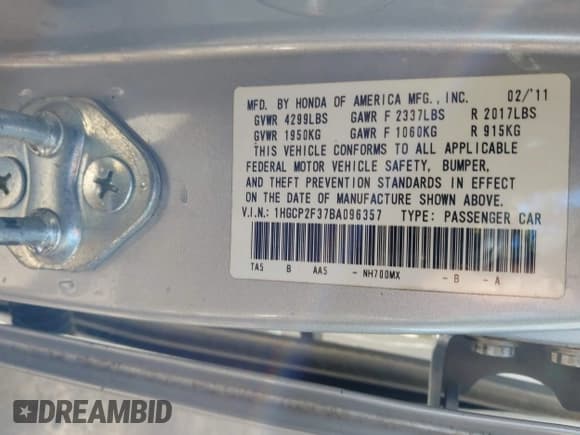 MFD. BY HONDA OF AMERICA MFG., INC. 02/'11
GVWR 4299LBS GAWR F 2337LBS R 2017LBS
GVWR 1950KG GAWR F 1060KG R 915KG
THIS VEHICLE CONFORMS TO ALL APPLICABLE
FEDERAL MOTOR VEHICLE SAFETY, BUMPER,
AND THEFT PREVENTION STANDARDS IN EFFECT
ON THE DATE OF MANUFACTURE SHOWN ABOVE.
V.I.N.: 1HGCP2F37BA096357 TYPE: PASSENGER CAR
TA5 B AA5 - NH700MX - B - A
DREAMBID